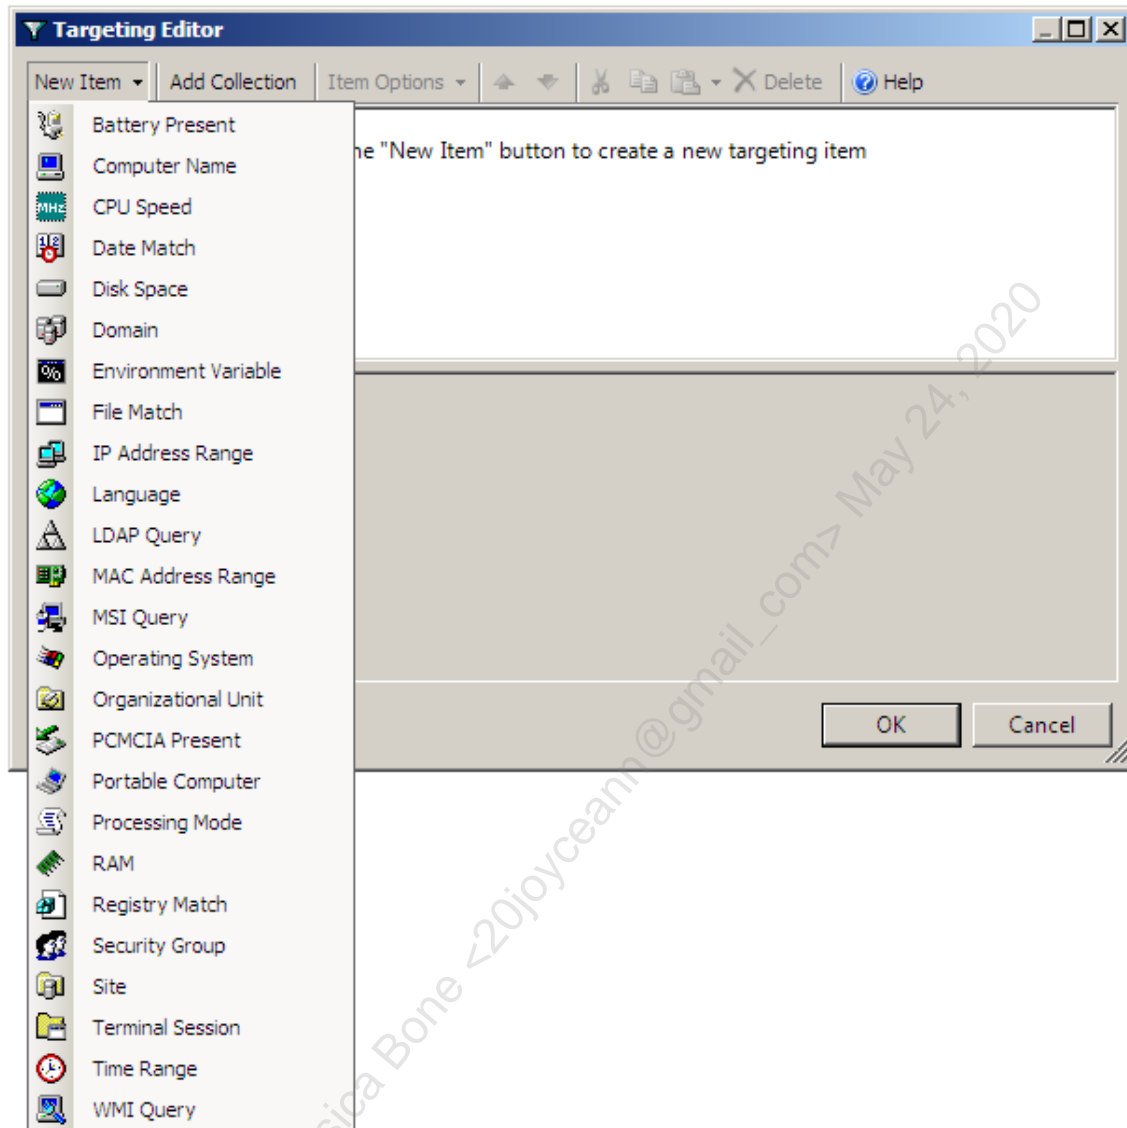 Targeting Editor
New Item Add Collection Item Options Delete Help
Battery Present
he "New Item" button to create a new targeting item
Computer Name
CPU Speed
MHz
Date Match
Disk Space
Domain
Environment Variable
File Match
IP Address Range
Language
LDAP Query
MAC Address Range
MSI Query
Operating System
Organizational Unit
PCMCIA Present
Portable Computer
Processing Mode
RAM
Registry Match
Security Group
Site
Terminal Session
Time Range
WMI Query
OK Cancel
sica Bone <20joyceann@gmail_com> May 24, 2020